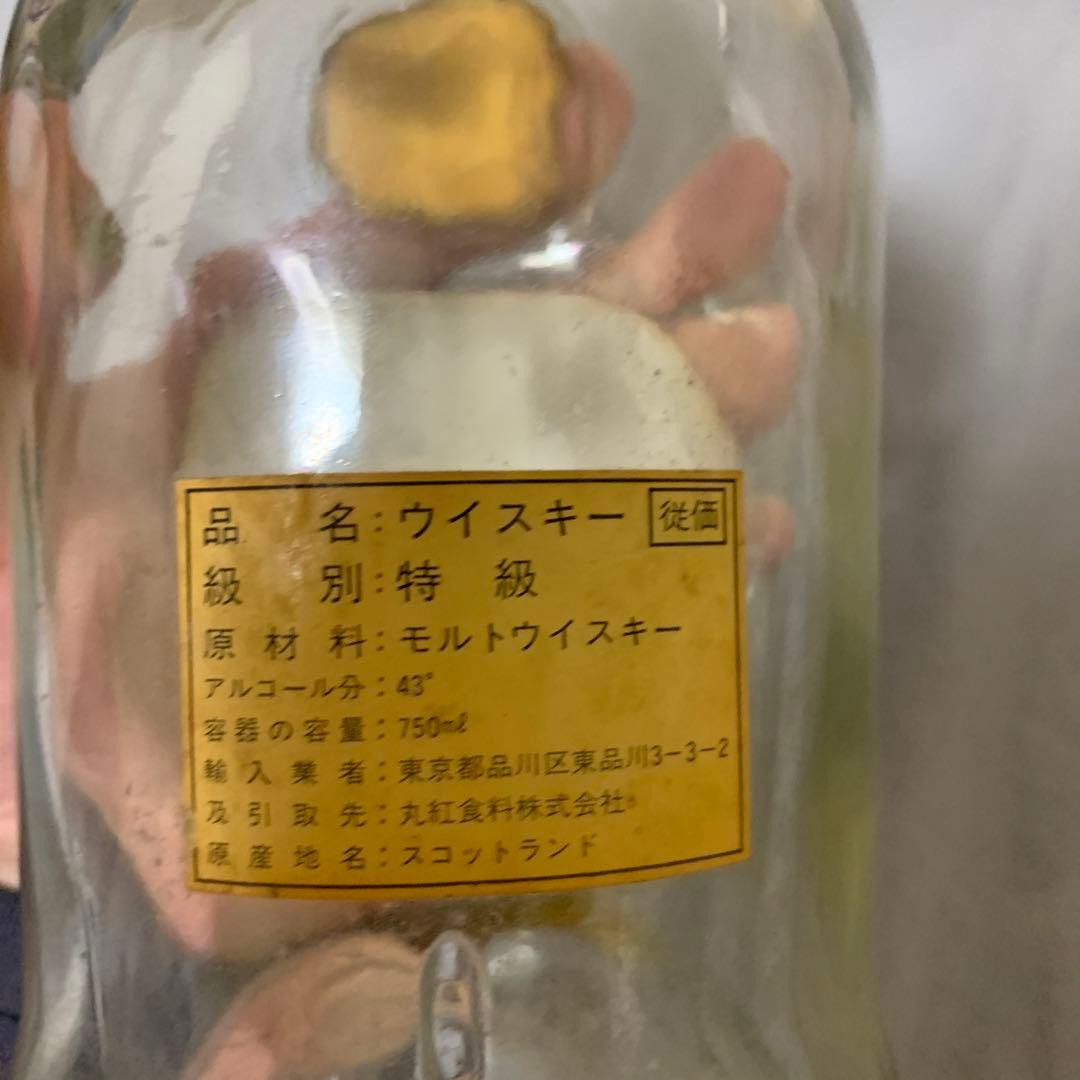 品 名：ウイスキー 従価
級 別：特 級
原 材 料：モルトウイスキー
アルコール分：43°
容器の容量：750mℓ
輸 入 業 者：東京都品川区東品川3-3-2
及 引 取 先：丸紅食料株式会社
原 産 地 名：スコットランド